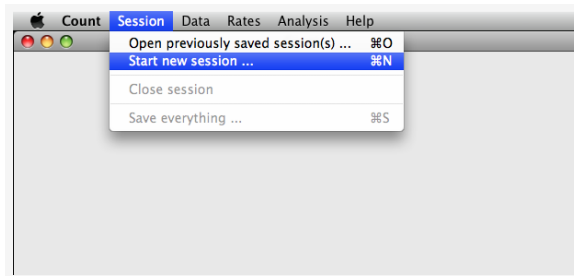 Count Session Data Rates Analysis Help
Open previously saved session(s) ... ⌘O
Start new session ... ⌘N
Close session
Save everything ... ⌘S